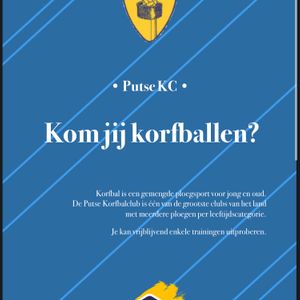 • Putse KC •
Kom jij korfballen?
Korfbal is een gemengde ploegsport voor jong en oud.
De Putse Korfbalclub is één van de grootste clubs van het land
met meerdere ploegen per leeftijdscategorie.
Je kan vrijblijvend enkele trainingen uitproberen.